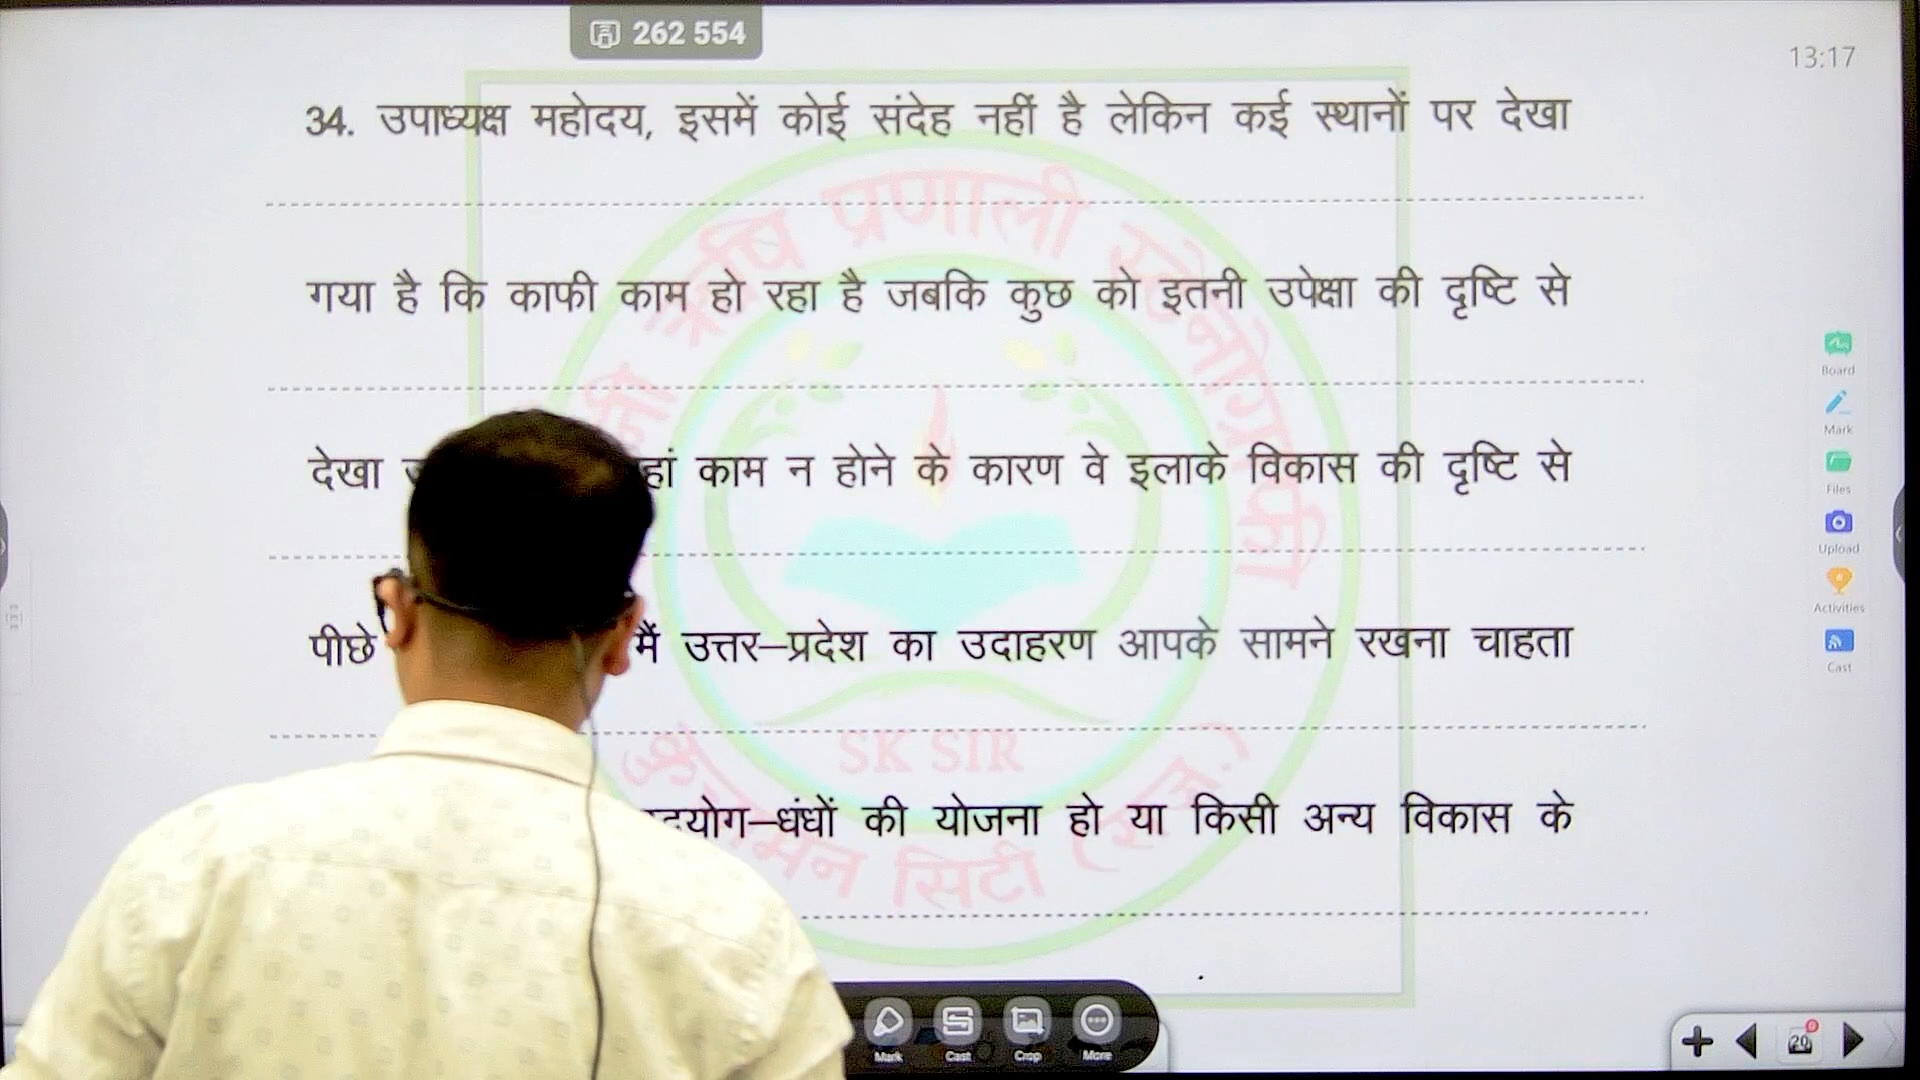 262 554
13:17
34. उपाध्यक्ष महोदय, इसमें कोई संदेह नहीं है लेकिन कई स्थानों पर देखा
गया है कि काफी काम हो रहा है जबकि कुछ को इतनी उपेक्षा की दृष्टि से
देखा काम न होने के कारण वे इलाके विकास की दृष्टि से
पीछे मैं उत्तर–प्रदेश का उदाहरण आपके सामने रखना चाहता
की योजना हो या किसी अन्य विकास के
ऋषि प्रणाली स्टेनोग्राफी
SK SIR
सिटी
Board
Mark
Files
Upload
Activities
Cast
Mark
Cast
Crop
More
20